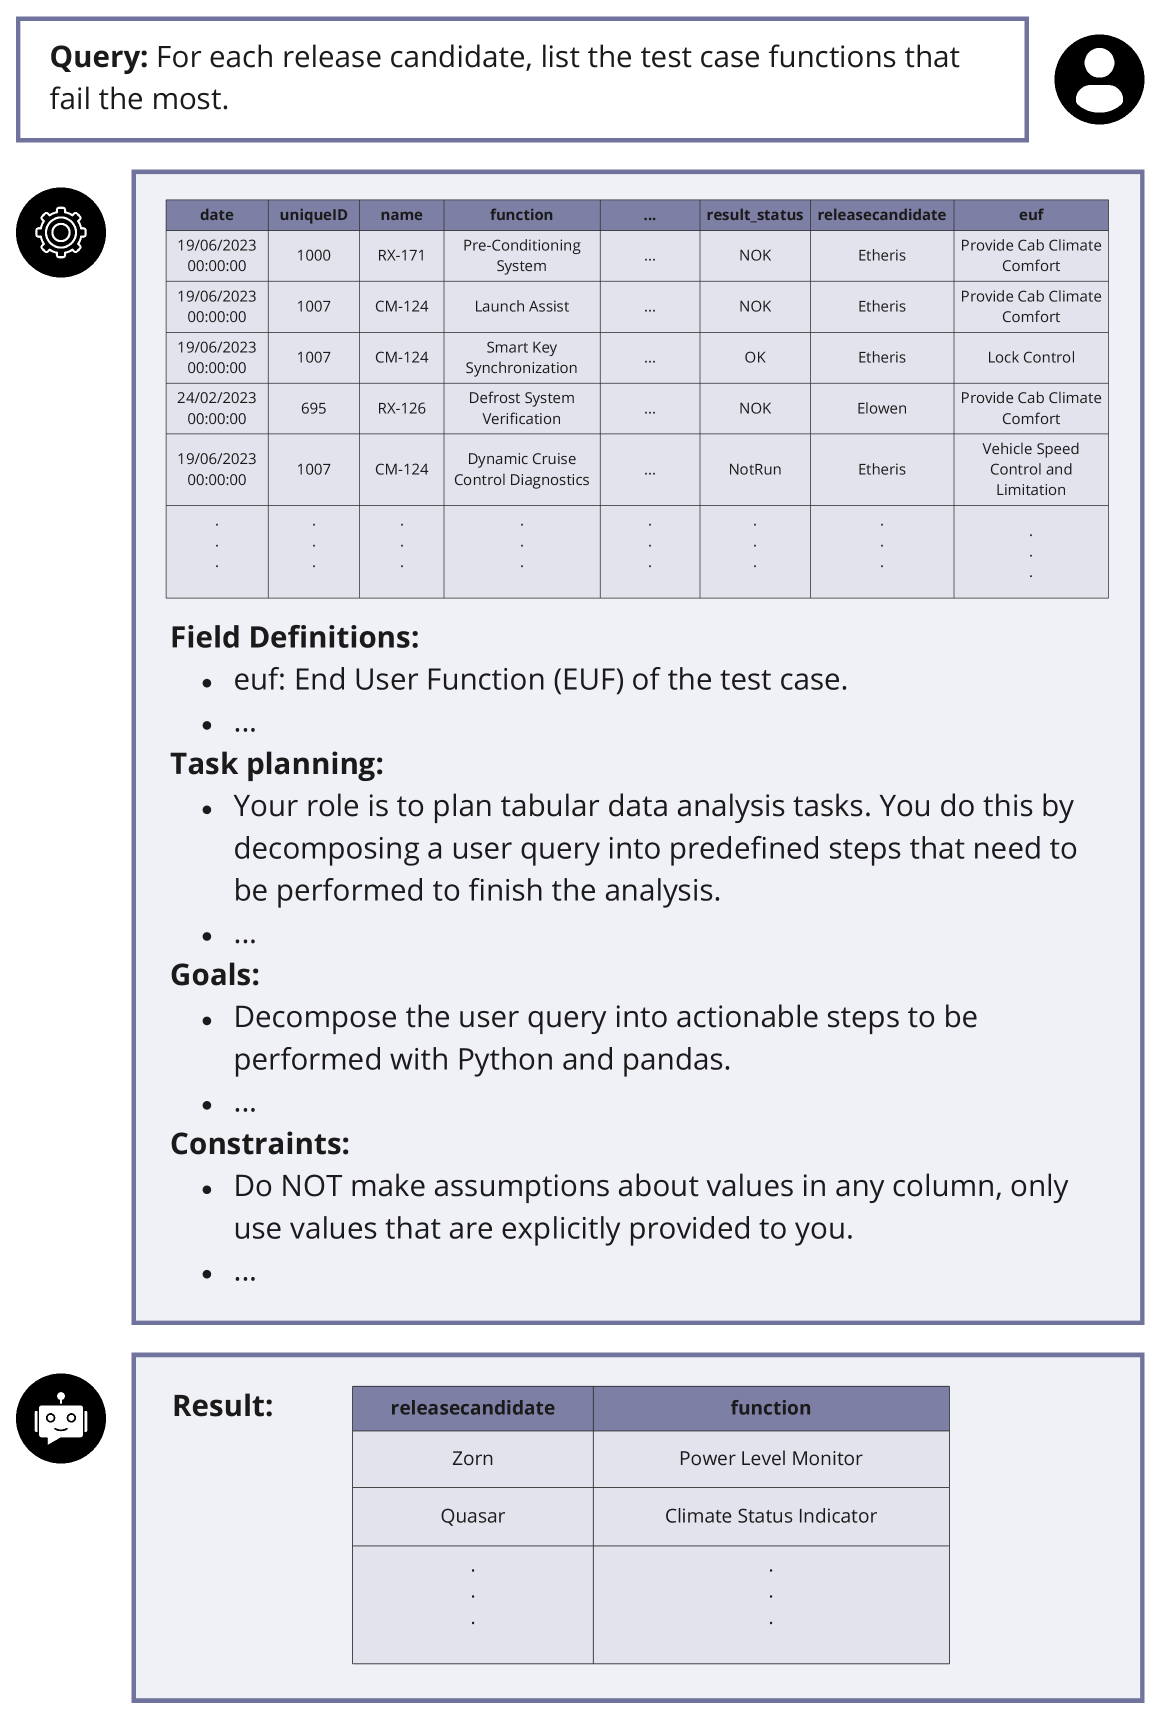 Query: For each release candidate, list the test case functions that
fail the most.
date uniqueID name function ... result_status releasecandidate euf
19/06/2023 00:00:00 1000 RX-171 Pre-Conditioning System ... NOK Etheris Provide Cab Climate Comfort
19/06/2023 00:00:00 1007 CM-124 Launch Assist ... NOK Etheris Provide Cab Climate Comfort
19/06/2023 00:00:00 1007 CM-124 Smart Key Synchronization ... OK Etheris Lock Control
24/02/2023 00:00:00 695 RX-126 Defrost System Verification ... NOK Elowen Provide Cab Climate Comfort
19/06/2023 00:00:00 1007 CM-124 Dynamic Cruise Control Diagnostics ... NotRun Etheris Vehicle Speed Control and Limitation
. . . . . . . .
. . . . . . . .
. . . . . . . .
Field Definitions:
• euf: End User Function (EUF) of the test case.
• ...
Task planning:
• Your role is to plan tabular data analysis tasks. You do this by
decomposing a user query into predefined steps that need to
be performed to finish the analysis.
• ...
Goals:
• Decompose the user query into actionable steps to be
performed with Python and pandas.
• ...
Constraints:
• Do NOT make assumptions about values in any column, only
use values that are explicitly provided to you.
• ...
Result:
releasecandidate function
Zorn Power Level Monitor
Quasar Climate Status Indicator
. .
. .
. .